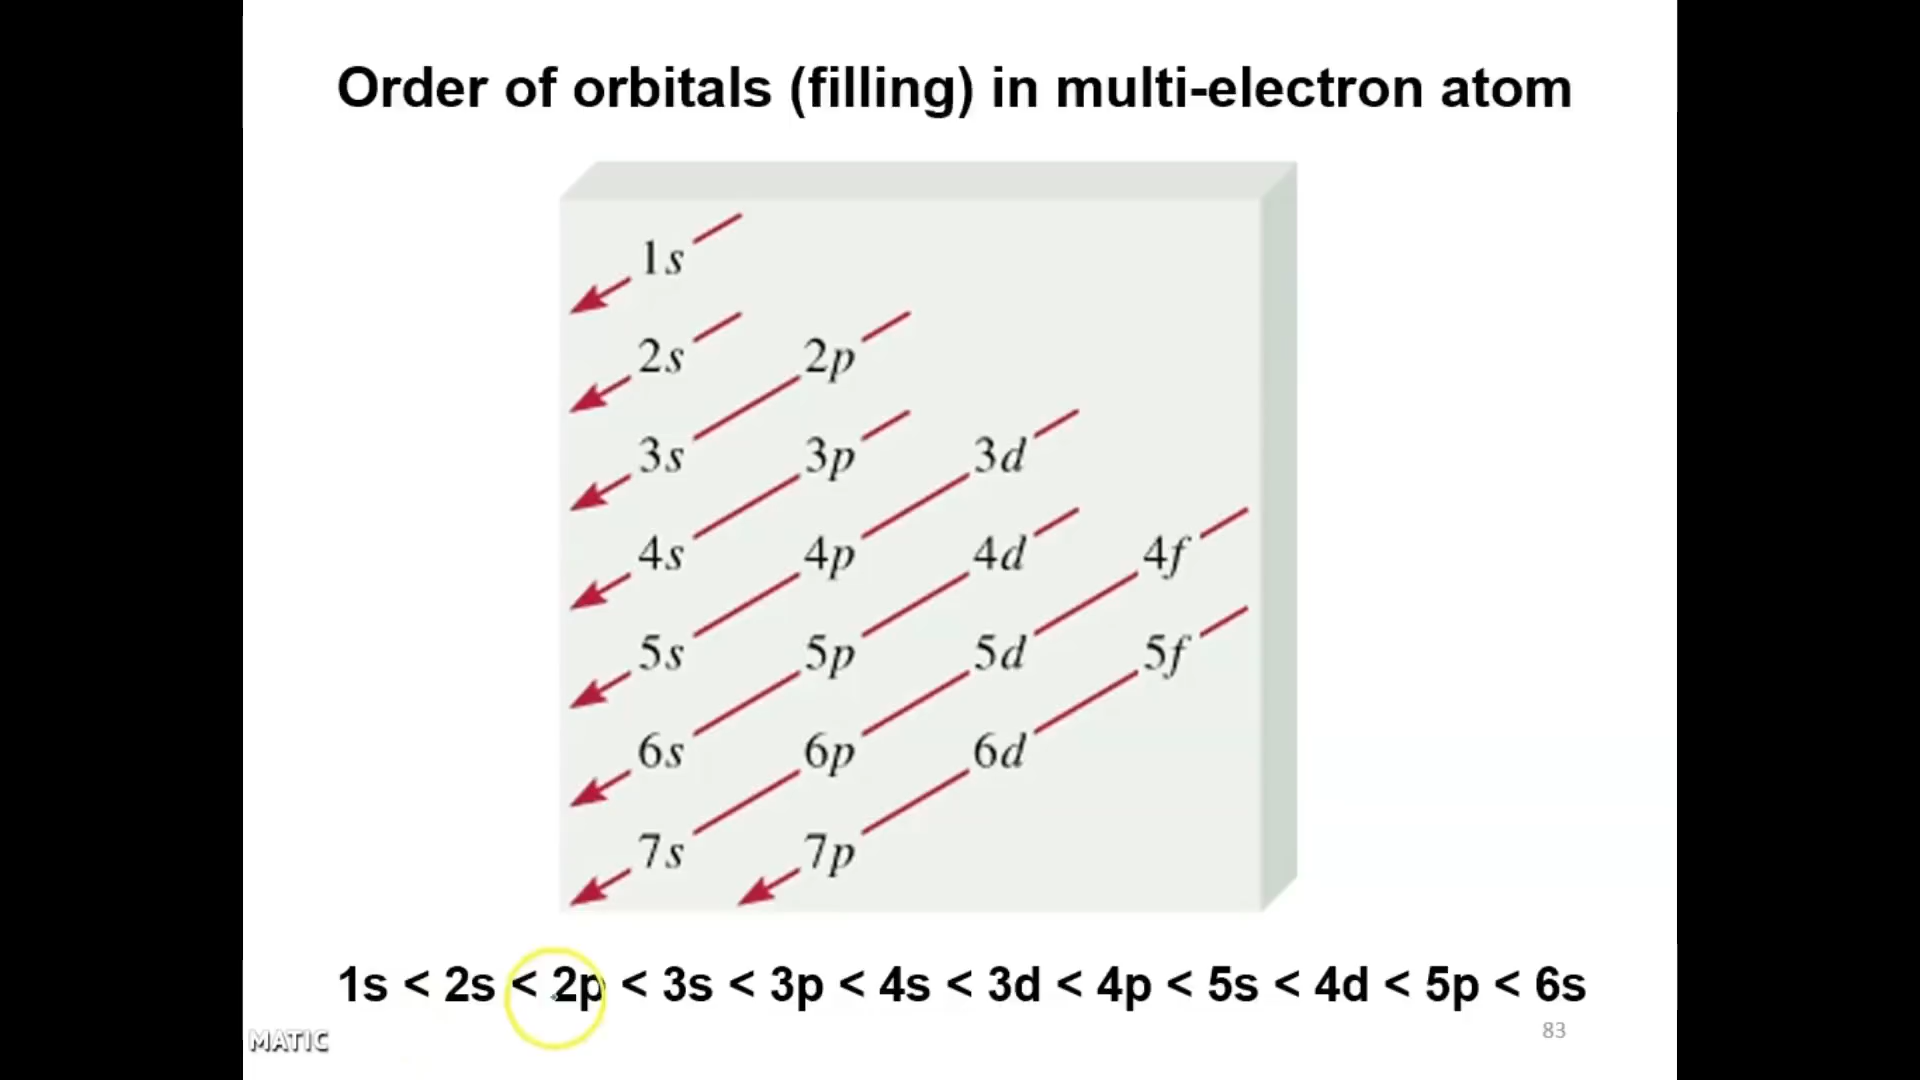 Order of orbitals (filling) in multi-electron atom
1s
2s 2p
3s 3p 3d
4s 4p 4d 4f
5s 5p 5d 5f
6s 6p 6d
7s 7p
1s < 2s < 2p < 3s < 3p < 4s < 3d < 4p < 5s < 4d < 5p < 6s
83
MATIC